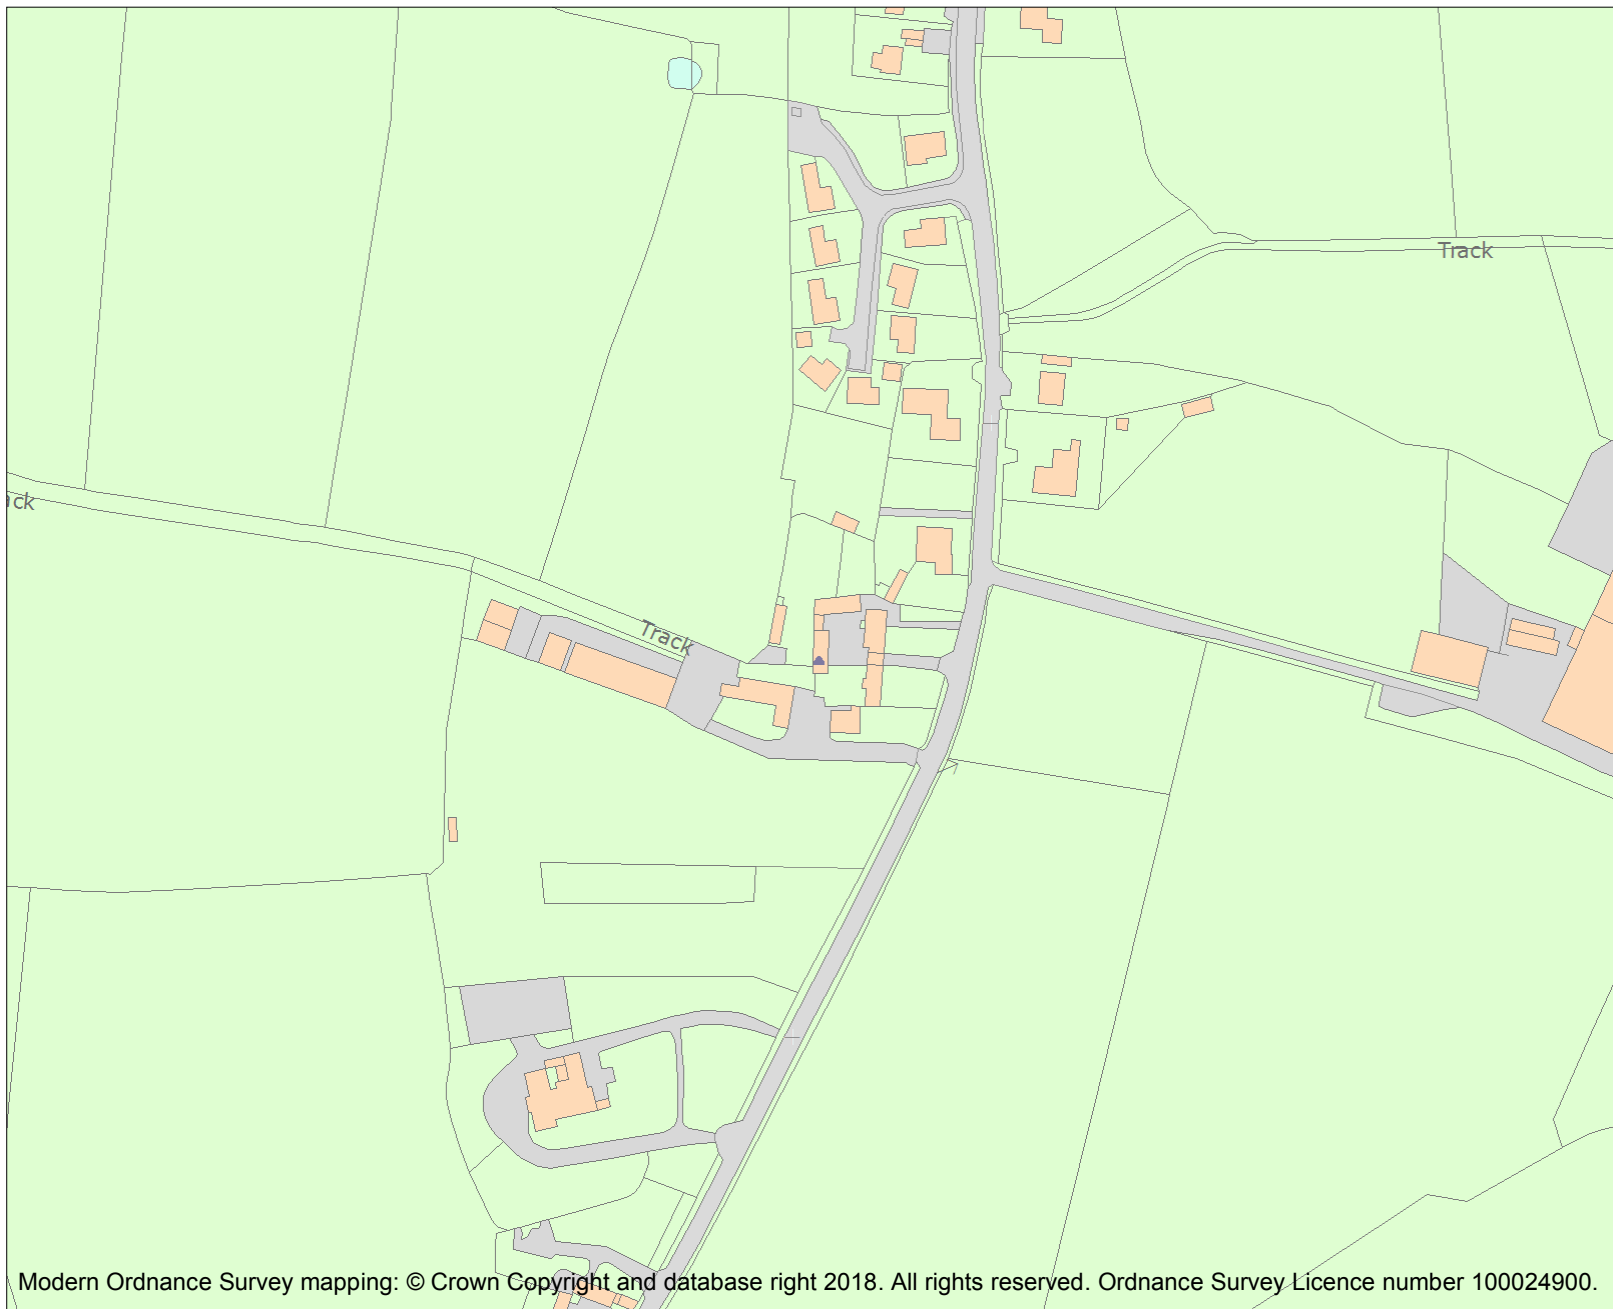 Track
ck
Track
Modern Ordnance Survey mapping: © Crown Copyright and database right 2018. All rights reserved. Ordnance Survey Licence number 100024900.